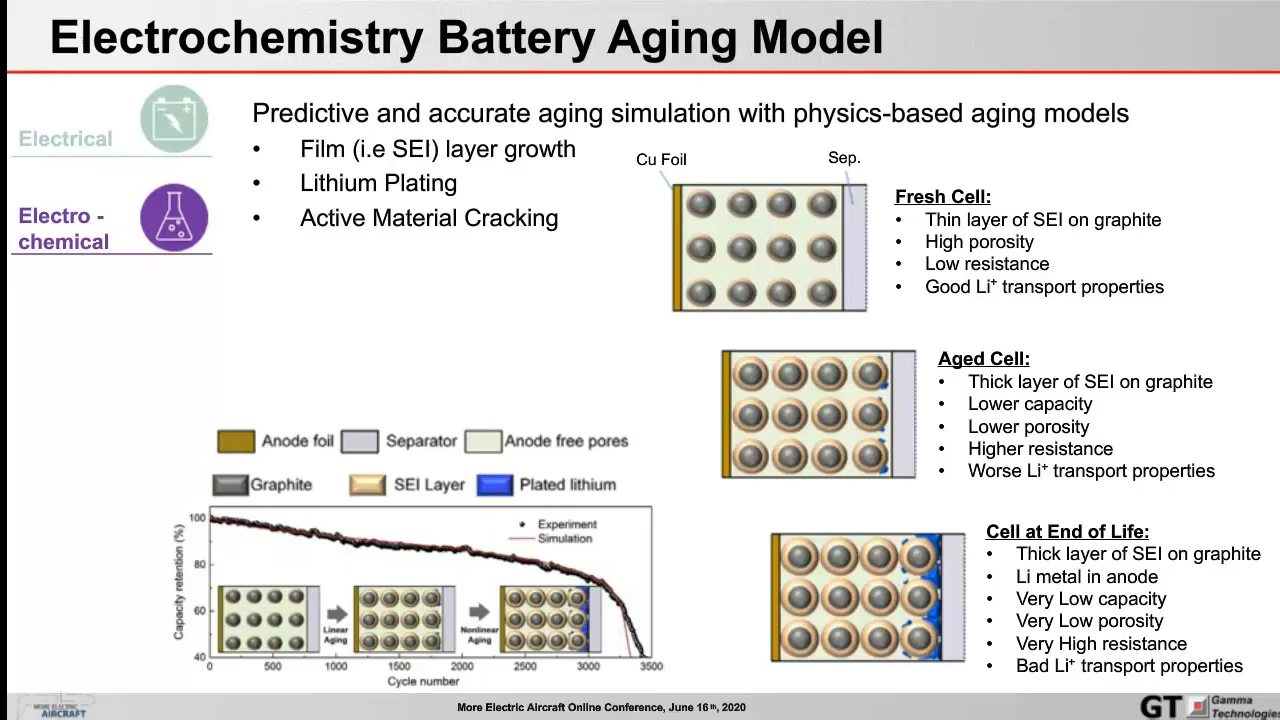 Electrochemistry Battery Aging Model
Electrical
Electro -
chemical
Predictive and accurate aging simulation with physics-based aging models
• Film (i.e SEI) layer growth
• Lithium Plating
• Active Material Cracking
Cu Foil
Sep.
Fresh Cell:
• Thin layer of SEI on graphite
• High porosity
• Low resistance
• Good Li⁺ transport properties
Aged Cell:
• Thick layer of SEI on graphite
• Lower capacity
• Lower porosity
• Higher resistance
• Worse Li⁺ transport properties
Cell at End of Life:
• Thick layer of SEI on graphite
• Li metal in anode
• Very Low capacity
• Very Low porosity
• Very High resistance
• Bad Li⁺ transport properties
Anode foil
Separator
Anode free pores
Graphite
SEI Layer
Plated lithium
Capacity retention (%)
100
80
60
40
Experiment
Simulation
Linear
Aging
Nonlinear
Aging
0
500
1000
1500
2000
2500
3000
3500
Cycle number
MORE ELECTRIC
AIRCRAFT
More Electric Aircraft Online Conference, June 16th, 2020
GT
Gamma
Technologies